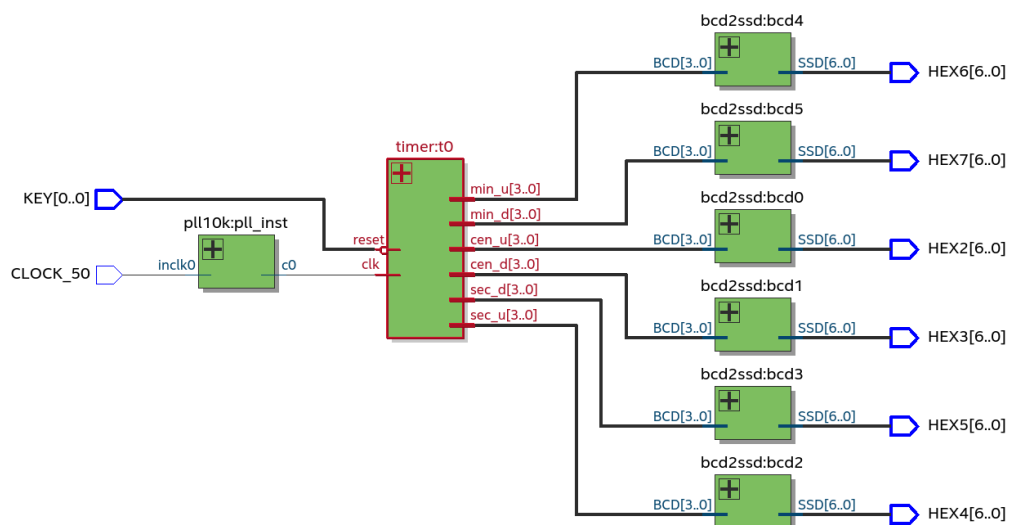 bcd2ssd:bcd4
BCD[3..0]
SSD[6..0]
HEX6[6..0]
bcd2ssd:bcd5
BCD[3..0]
SSD[6..0]
HEX7[6..0]
timer:t0
KEY[0..0]
min_u[3..0]
min_d[3..0]
bcd2ssd:bcd0
pll10k:pll_inst
reset
cen_u[3..0]
BCD[3..0]
SSD[6..0]
HEX2[6..0]
CLOCK_50
inclk0
c0
clk
cen_d[3..0]
sec_d[3..0]
bcd2ssd:bcd1
sec_u[3..0]
BCD[3..0]
SSD[6..0]
HEX3[6..0]
bcd2ssd:bcd3
BCD[3..0]
SSD[6..0]
HEX5[6..0]
bcd2ssd:bcd2
BCD[3..0]
SSD[6..0]
HEX4[6..0]